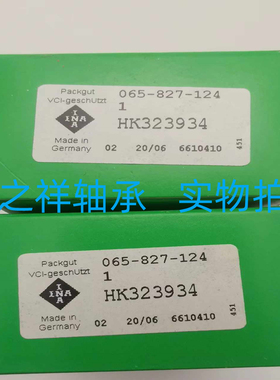 Packgut
VCI-geschützt
065-827-124
1
INA
HK323934
Made in
Germany
02 20/06 6610410
451
之祥轴承 实物拍
Packgut
VCI-geschützt
065-827-124
1
INA
HK323934
Made in
Germany
02 20/06 6610410
451